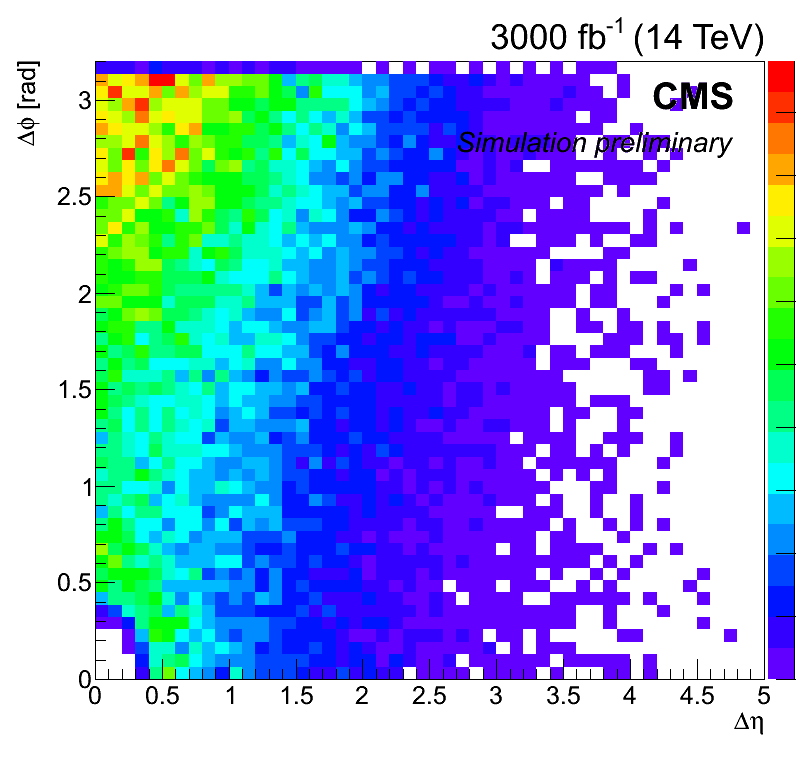 3000 fb⁻¹ (14 TeV)
CMS
Simulation preliminary
Δϕ [rad]
3
2.5
2
1.5
1
0.5
0
0 0.5 1 1.5 2 2.5 3 3.5 4 4.5 5
Δη